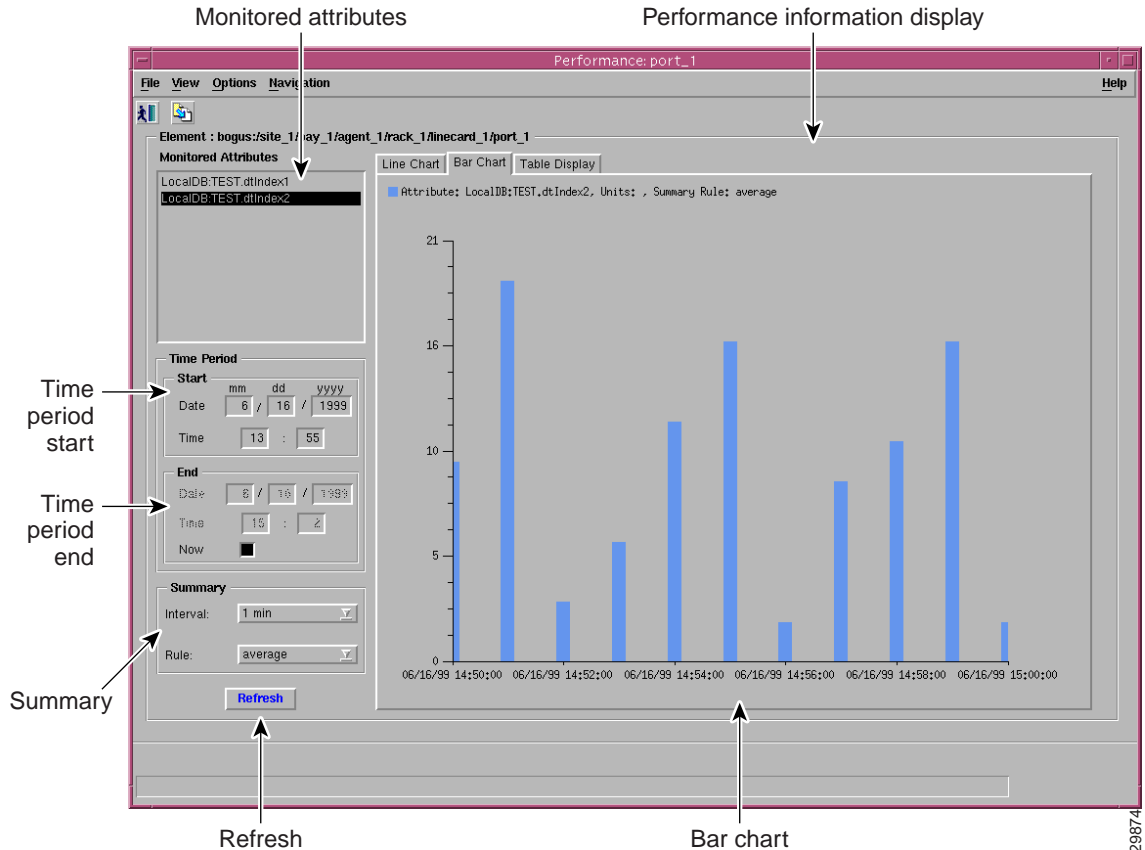 Monitored attributes
Performance information display
Performance: port_1
File View Options Navigation Help
Element : bogus:/site_1/bay_1/agent_1/rack_1/linecard_1/port_1
Monitored Attributes
LocalDB:TEST.dtIndex1
LocalDB:TEST.dtIndex2
Line Chart Bar Chart Table Display
Attribute: LocalDB:TEST.dtIndex2, Units: , Summary Rule: average
21
16
10
5
0
06/16/99 14:50:00 06/16/99 14:52:00 06/16/99 14:54:00 06/16/99 14:56:00 06/16/99 14:58:00 06/16/99 15:00:00
Time Period
Start
mm dd yyyy
Date 6 / 16 / 1999
Time 13 : 55
End
Date 6 / 16 / 1999
Time 15 : 2
Now
Summary
Interval: 1 min
Rule: average
Refresh
Time
period
start
Time
period
end
Summary
Refresh
Bar chart
29874